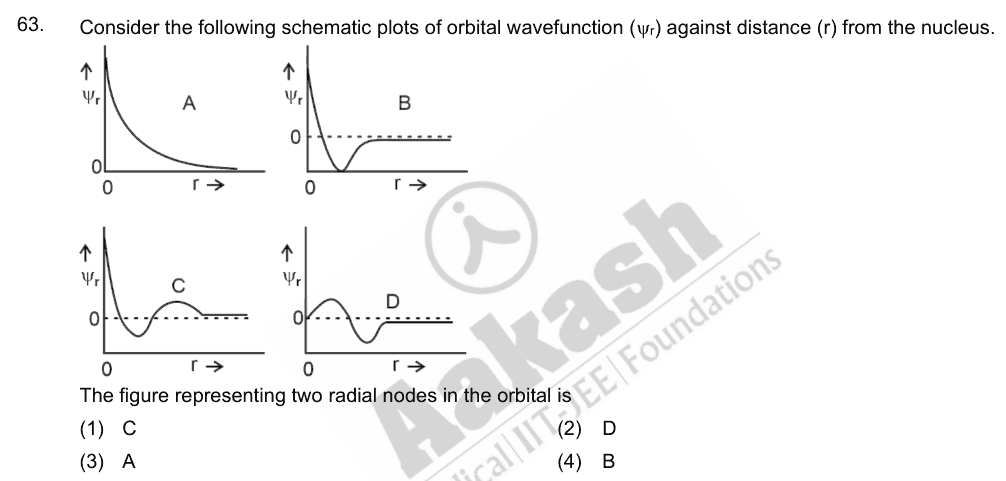 63. Consider the following schematic plots of orbital wavefunction (ψr) against distance (r) from the nucleus.
↑ ψr A 0 0 r →
↑ ψr B 0 0 r →
↑ ψr C 0 0 r →
↑ ψr D 0 0 r →
The figure representing two radial nodes in the orbital is
(1) C (2) D
(3) A (4) B
Aakash
ical|IIT-JEE|Foundations